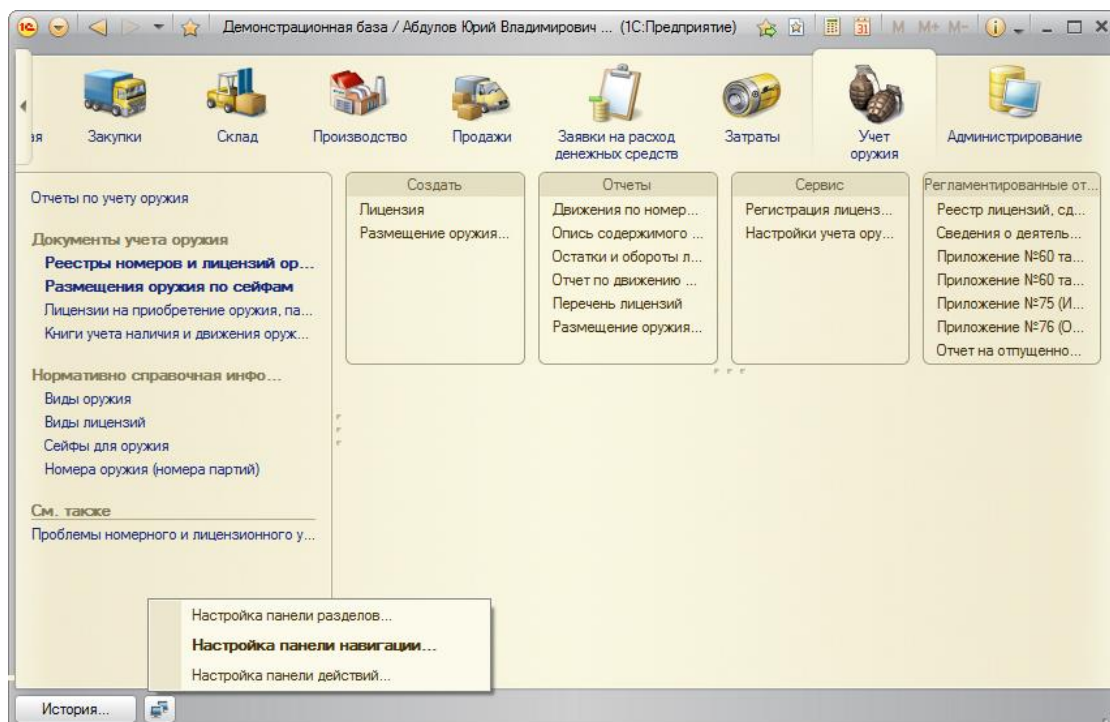 Демонстрационная база / Абдулов Юрий Владимирович ... (1С:Предприятие)
31
M M+ M-
ая
Закупки
Склад
Производство
Продажи
Заявки на расход
денежных средств
Затраты
Учет
оружия
Администрирование
Отчеты по учету оружия
Документы учета оружия
Реестры номеров и лицензий ор...
Размещения оружия по сейфам
Лицензии на приобретение оружия, па...
Книги учета наличия и движения оруж...
Нормативно справочная инфо...
Виды оружия
Виды лицензий
Сейфы для оружия
Номера оружия (номера партий)
См. также
Проблемы номерного и лицензионного у...
Создать
Лицензия
Размещение оружия...
Отчеты
Движения по номер...
Опись содержимого ...
Остатки и обороты л...
Отчет по движению ...
Перечень лицензий
Размещение оружия...
Сервис
Регистрация лиценз...
Настройки учета ору...
Регламентированные от...
Реестр лицензий, сд...
Сведения о деятель...
Приложение №60 та...
Приложение №60 та...
Приложение №75 (И...
Приложение №76 (О...
Отчет на отпущенно...
Настройка панели разделов...
Настройка панели навигации...
Настройка панели действий...
История...